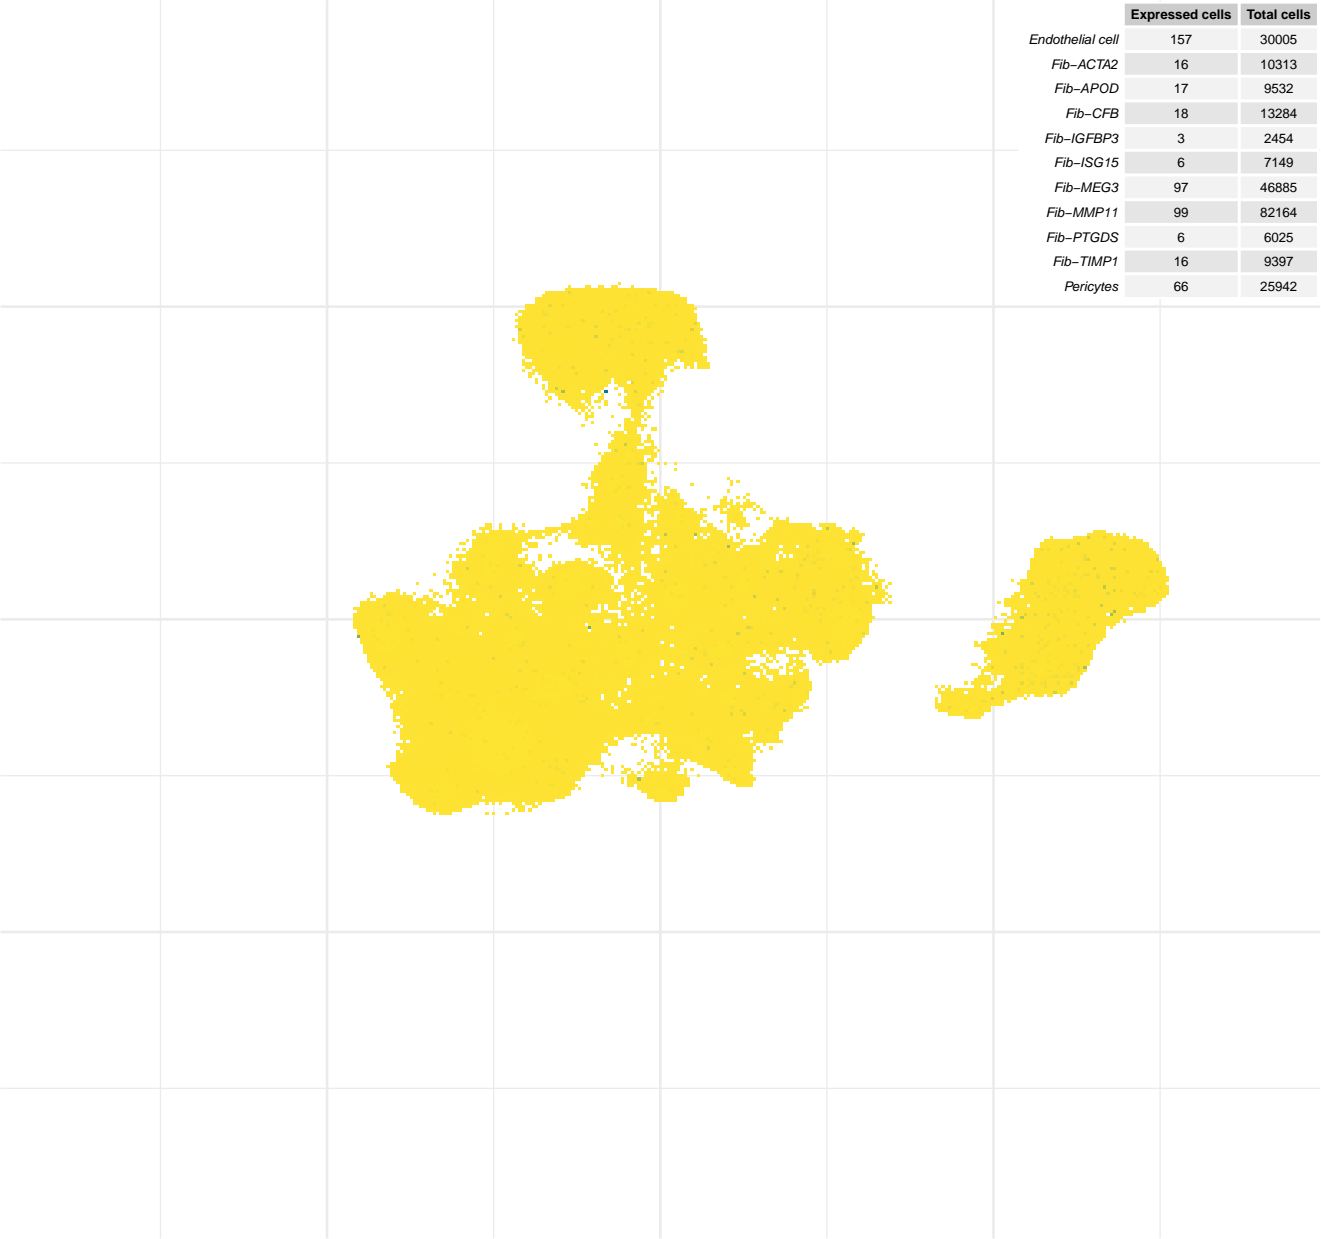 Expressed cells Total cells
Endothelial cell 157 30005
Fib−ACTA2 16 10313
Fib−APOD 17 9532
Fib−CFB 18 13284
Fib−IGFBP3 3 2454
Fib−ISG15 6 7149
Fib−MEG3 97 46885
Fib−MMP11 99 82164
Fib−PTGDS 6 6025
Fib−TIMP1 16 9397
Pericytes 66 25942